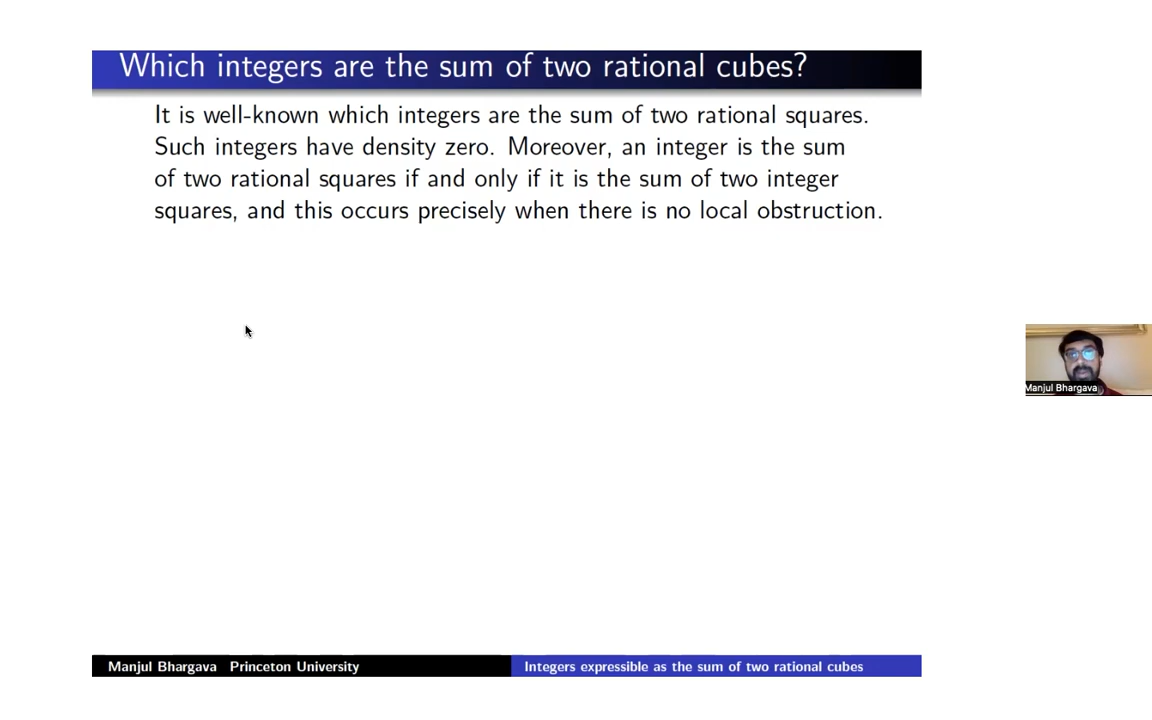 Which integers are the sum of two rational cubes?
It is well-known which integers are the sum of two rational squares.
Such integers have density zero. Moreover, an integer is the sum
of two rational squares if and only if it is the sum of two integer
squares, and this occurs precisely when there is no local obstruction.
Manjul Bhargava
Manjul Bhargava Princeton University
Integers expressible as the sum of two rational cubes